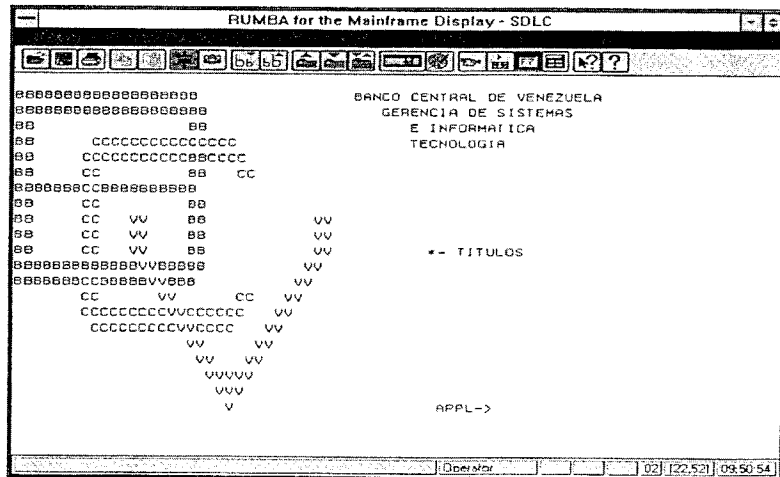 RUMBA for the Mainframe Display - SDLC
BBBBBBBBBBBBBBBBBBB BANCO CENTRAL DE VENEZUELA
BBBBBBBBBBBBBBBBBBBB GERENCIA DE SISTEMAS
BB BB E INFORMATICA
BB CCCCCCCCCCCCCCC TECNOLOGIA
BB CCCCCCCCCCCBBCCCC
BB CC BB CC
BBBBBBBCCBBBBBBBBBB
BB CC BB
BB CC VV BB VV
BB CC VV BB VV
BB CC VV BB VV *- TITULOS
BBBBBBBBBBBBBVVBBBBB VV
BBBBBBBCCBBBBBVVBBB VV
CC VV CC VV
CCCCCCCCCVVCCCCCC VV
CCCCCCCCCVVCCCC VV
VV VV
VV VV
VVVVV
VVV
V APPL->
Operator 02 [22,52] 09:50:54